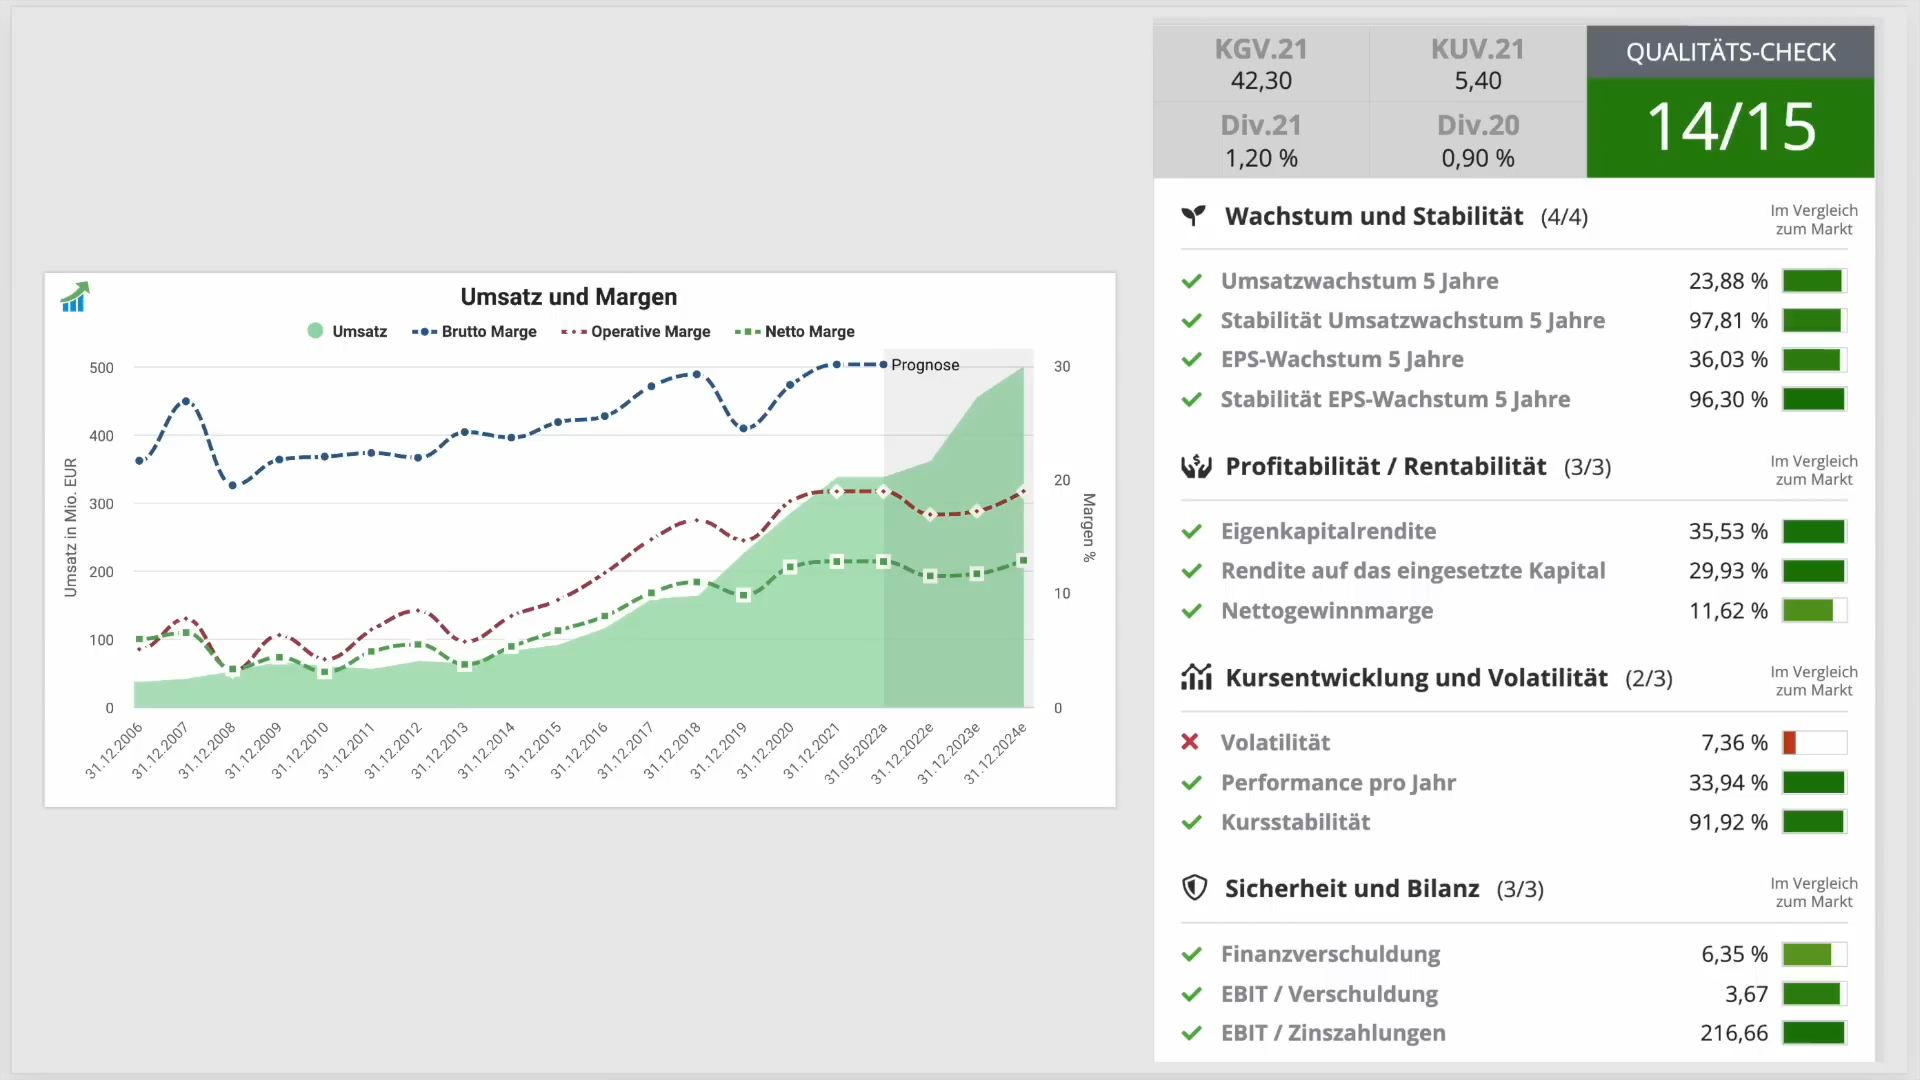 Umsatz und Margen
Umsatz
Brutto Marge
Operative Marge
Netto Marge
500
400
300
200
100
0
Umsatz in Mio. EUR
30
20
10
0
Margen %
Prognose
31.12.2006
31.12.2007
31.12.2008
31.12.2009
31.12.2010
31.12.2011
31.12.2012
31.12.2013
31.12.2014
31.12.2015
31.12.2016
31.12.2017
31.12.2018
31.12.2019
31.12.2020
31.12.2021
31.05.2022a
31.12.2022e
31.12.2023e
31.12.2024e
KGV.21
42,30
KUV.21
5,40
Div.21
1,20 %
Div.20
0,90 %
QUALITÄTS-CHECK
14/15
Wachstum und Stabilität (4/4)
Im Vergleich
zum Markt
Umsatzwachstum 5 Jahre 23,88 %
Stabilität Umsatzwachstum 5 Jahre 97,81 %
EPS-Wachstum 5 Jahre 36,03 %
Stabilität EPS-Wachstum 5 Jahre 96,30 %
Profitabilität / Rentabilität (3/3)
Im Vergleich
zum Markt
Eigenkapitalrendite 35,53 %
Rendite auf das eingesetzte Kapital 29,93 %
Nettogewinnmarge 11,62 %
Kursentwicklung und Volatilität (2/3)
Im Vergleich
zum Markt
Volatilität 7,36 %
Performance pro Jahr 33,94 %
Kursstabilität 91,92 %
Sicherheit und Bilanz (3/3)
Im Vergleich
zum Markt
Finanzverschuldung 6,35 %
EBIT / Verschuldung 3,67
EBIT / Zinszahlungen 216,66